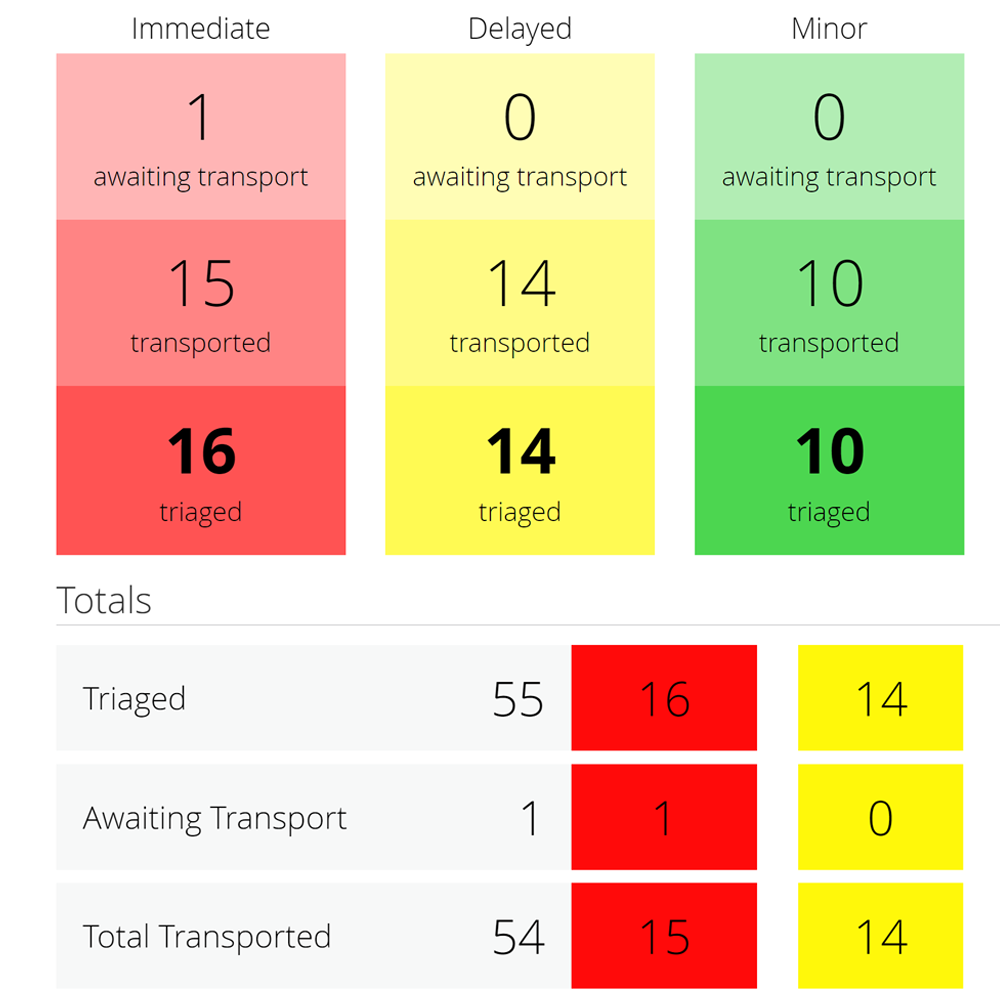 Immediate Delayed Minor
1 0 0
awaiting transport awaiting transport awaiting transport
15 14 10
transported transported transported
16 14 10
triaged triaged triaged
Totals
Triaged 55 16 14
Awaiting Transport 1 1 0
Total Transported 54 15 14